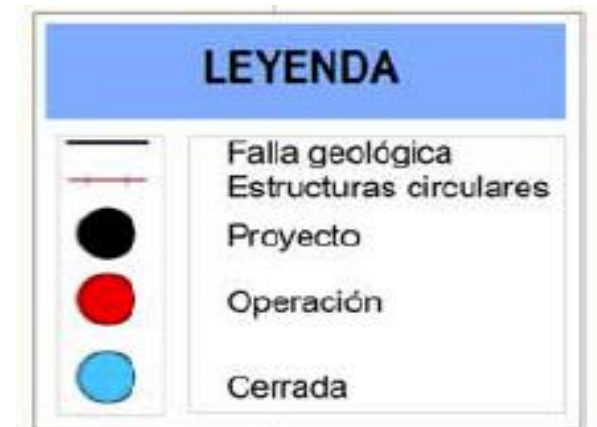 LEYENDA
Falla geológica
Estructuras circulares
Proyecto
Operación
Cerrada